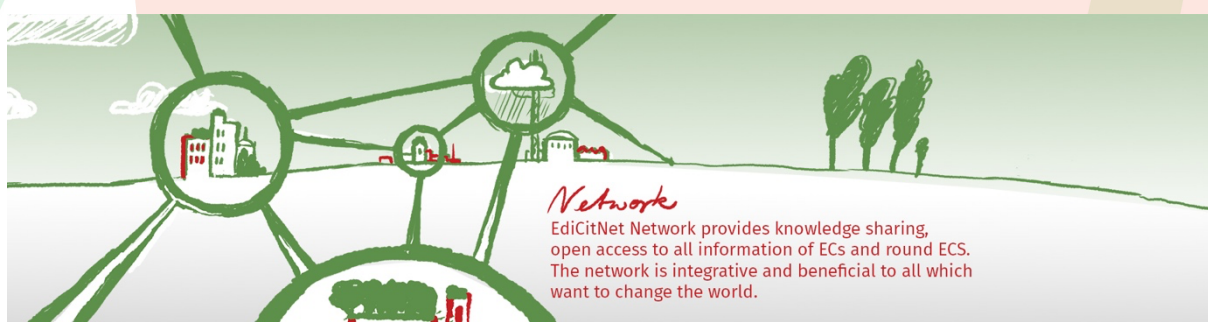 Network
EdiCitNet Network provides knowledge sharing,
open access to all information of ECs and round ECS.
The network is integrative and beneficial to all which
want to change the world.